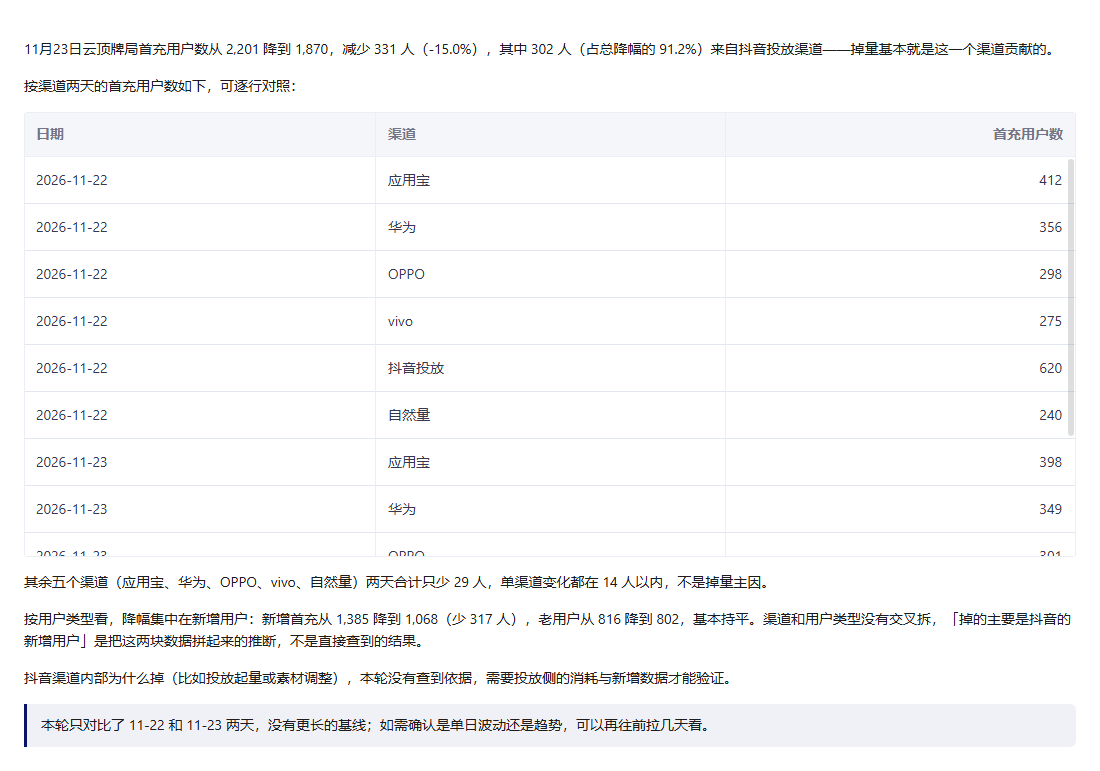 11月23日云顶牌局首充用户数从 2,201 降到 1,870，减少 331 人（-15.0%），其中 302 人（占总降幅的 91.2%）来自抖音投放渠道——掉量基本就是这一个渠道贡献的。
按渠道两天的首充用户数如下，可逐行对照：
日期 渠道 首充用户数
2026-11-22 应用宝 412
2026-11-22 华为 356
2026-11-22 OPPO 298
2026-11-22 vivo 275
2026-11-22 抖音投放 620
2026-11-22 自然量 240
2026-11-23 应用宝 398
2026-11-23 华为 349
2026-11-23 OPPO 301
其余五个渠道（应用宝、华为、OPPO、vivo、自然量）两天合计只少 29 人，单渠道变化都在 14 人以内，不是掉量主因。
按用户类型看，降幅集中在新增用户：新增首充从 1,385 降到 1,068（少 317 人），老用户从 816 降到 802，基本持平。渠道和用户类型没有交叉拆，「掉的主要是抖音的
新增用户」是把这两块数据拼起来的推断，不是直接查到的结果。
抖音渠道内部为什么掉（比如投放起量或素材调整），本轮没有查到依据，需要投放侧的消耗与新增数据才能验证。
本轮只对比了 11-22 和 11-23 两天，没有更长的基线；如需确认是单日波动还是趋势，可以再往前拉几天看。